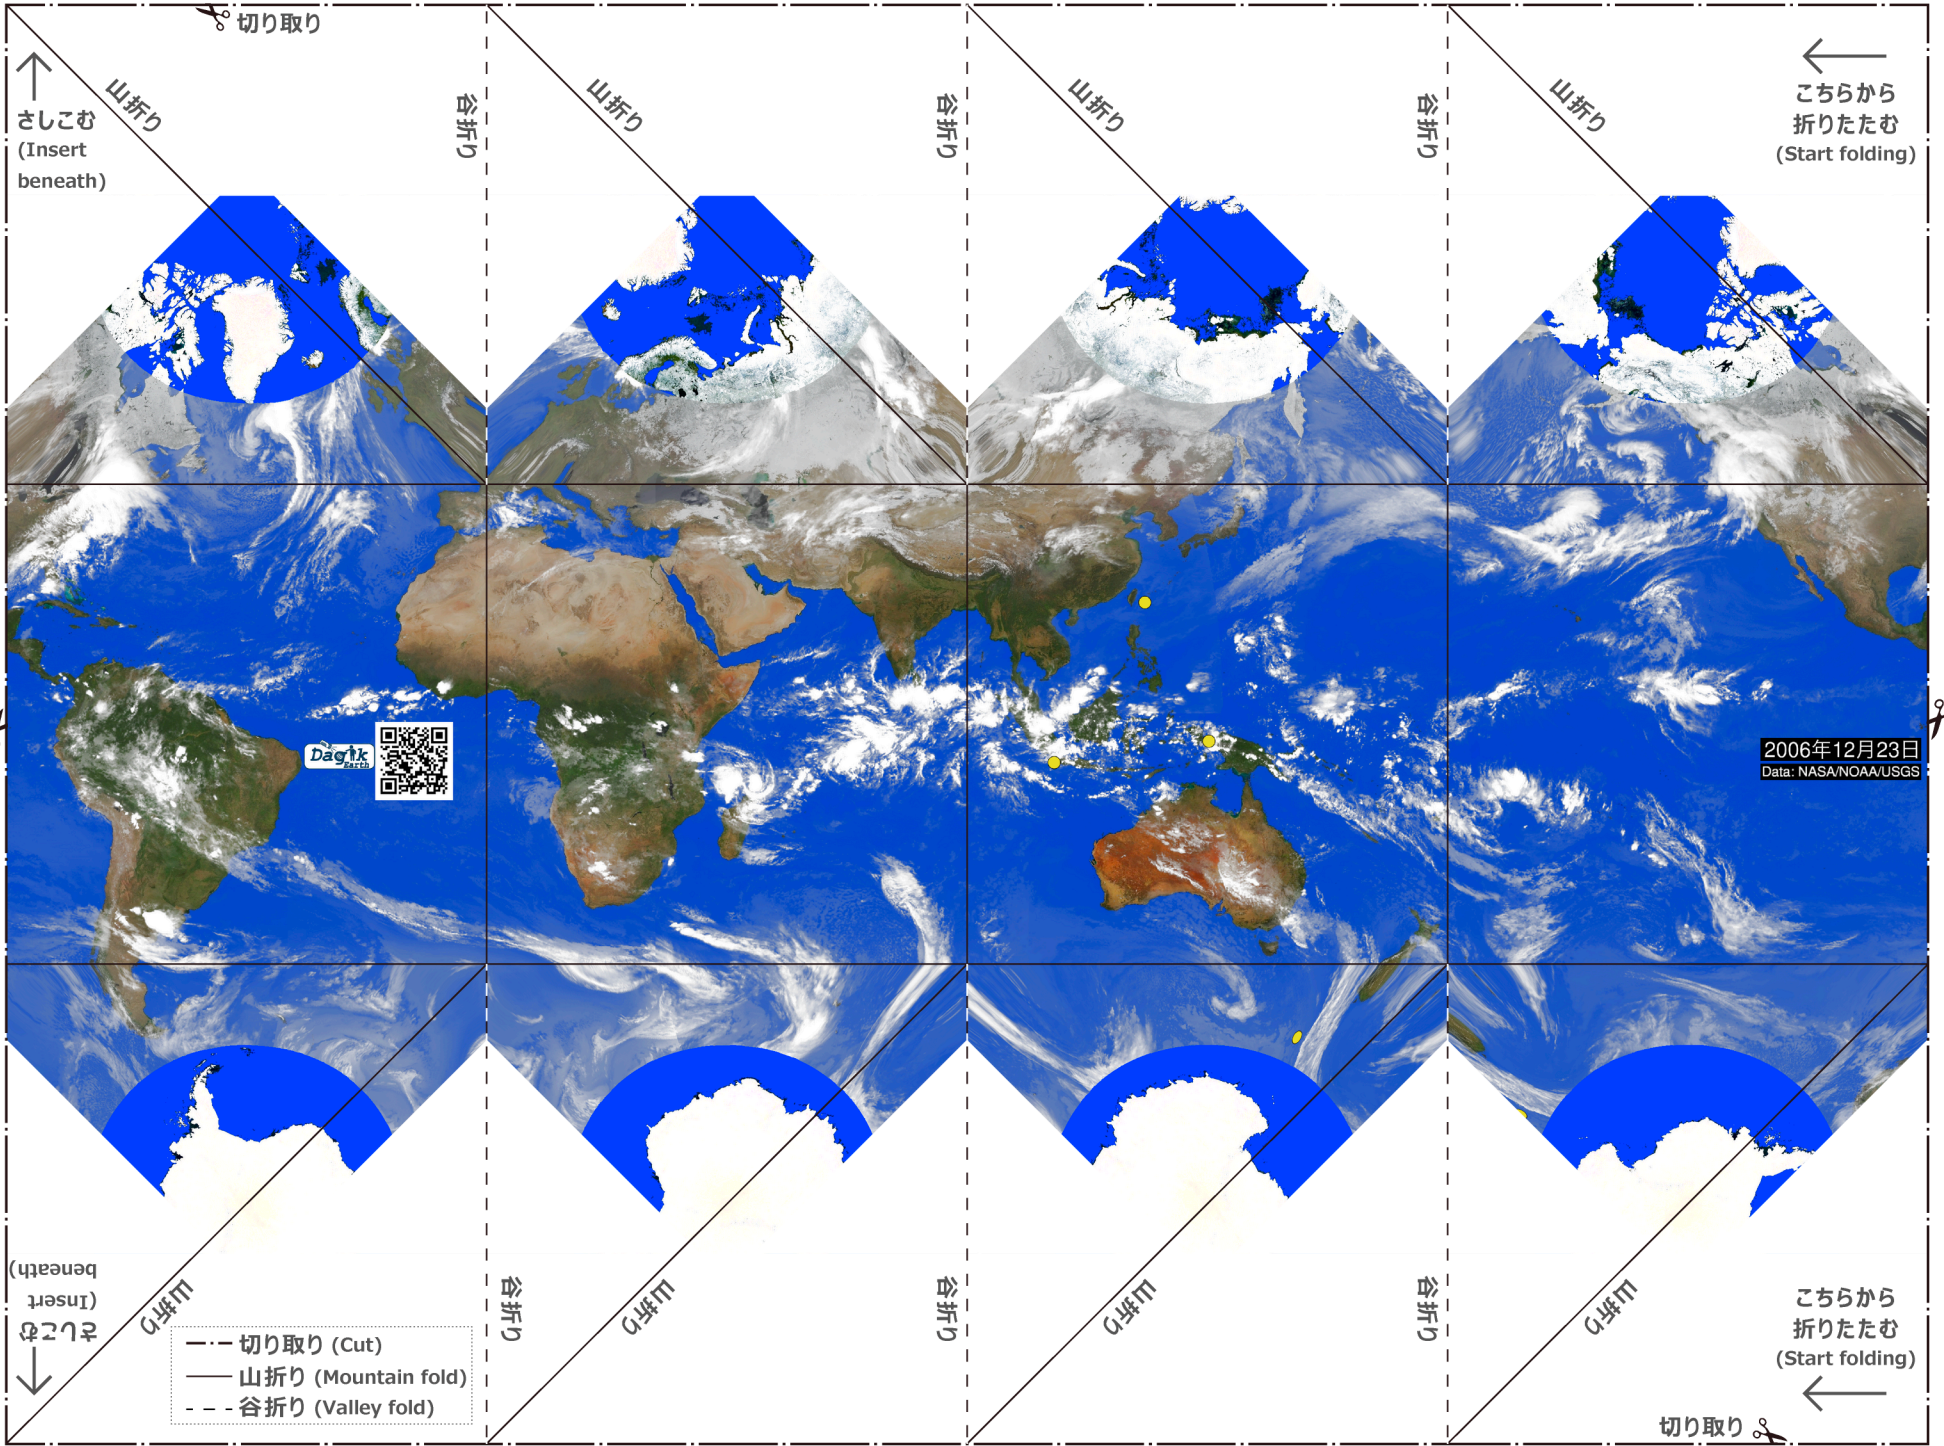 切り取り
山折り
谷折り
山折り
谷折り
山折り
谷折り
山折り
さしこむ
(Insert
beneath)
こちらから
折りたたむ
(Start folding)
Dagik
Earth
2006年12月23日
Data: NASA/NOAA/USGS
さしこむ
(Insert
beneath)
山折り
谷折り
山折り
谷折り
山折り
谷折り
山折り
こちらから
折りたたむ
(Start folding)
切り取り (Cut)
山折り (Mountain fold)
谷折り (Valley fold)
切り取り